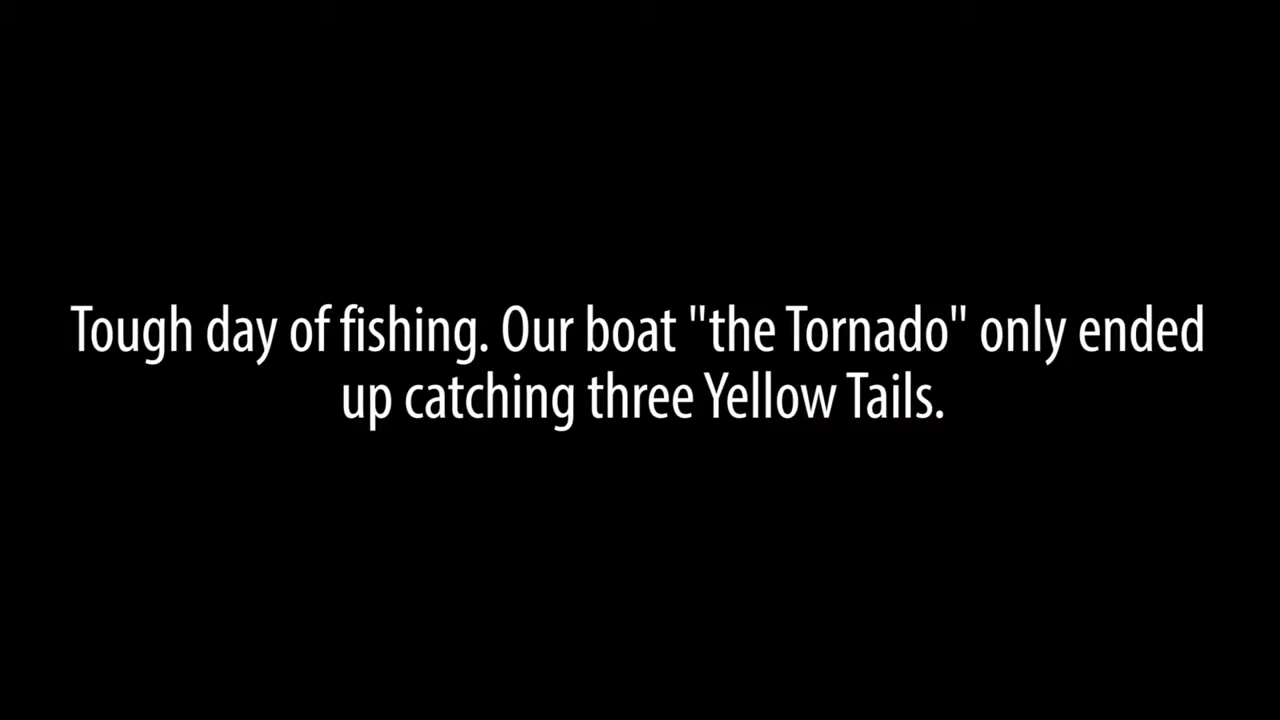 Tough day of fishing. Our boat "the Tornado" only ended
up catching three Yellow Tails.